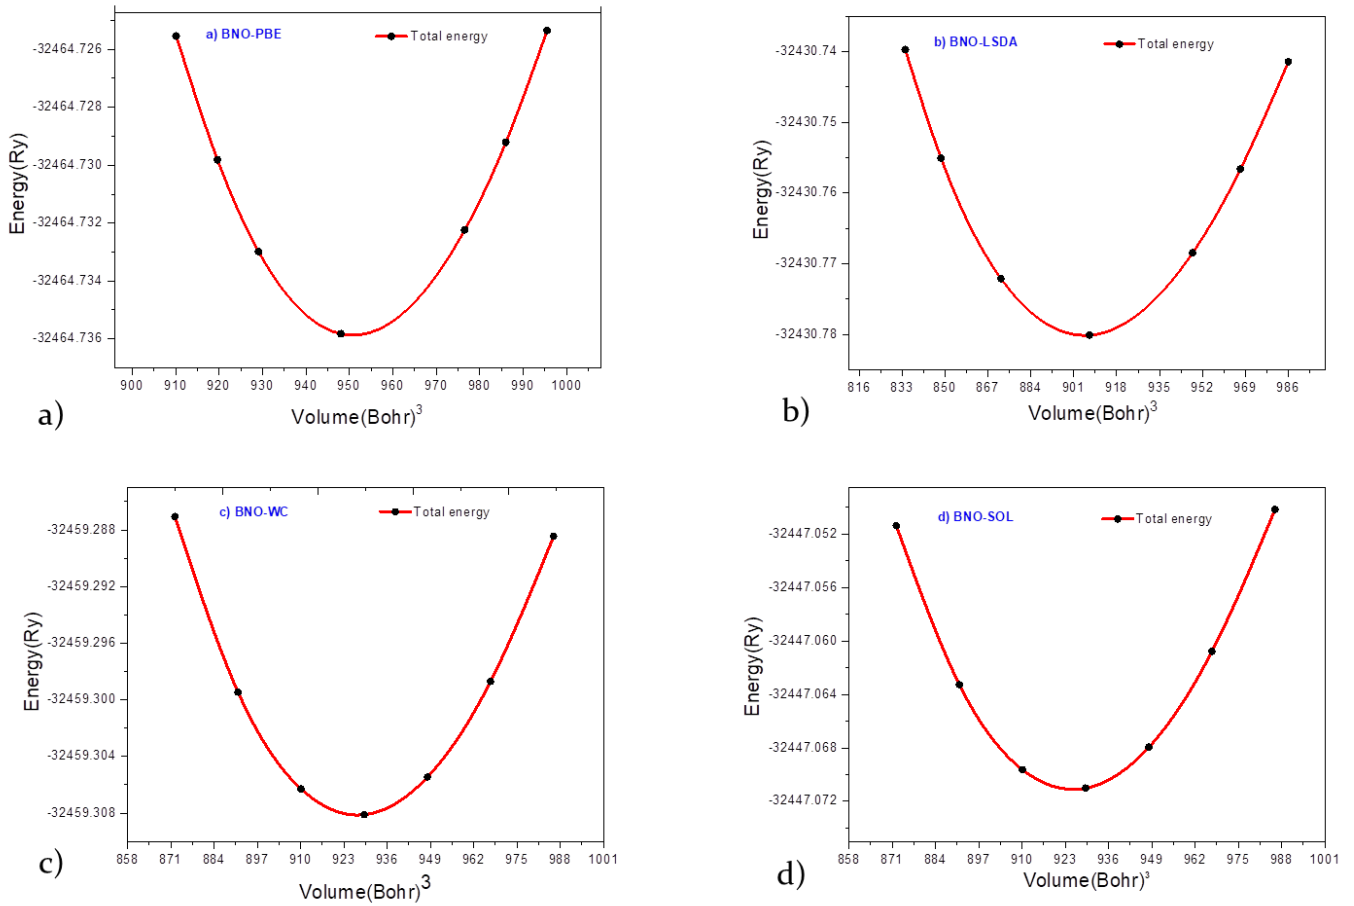 a) BNO-PBE
Total energy
-32464.726
-32464.728
-32464.730
-32464.732
-32464.734
-32464.736
Energy(Ry)
900 910 920 930 940 950 960 970 980 990 1000
Volume(Bohr)³
a)
b) BNO-LSDA
Total energy
-32430.74
-32430.75
-32430.76
-32430.77
-32430.78
Energy(Ry)
816 833 850 867 884 901 918 935 952 969 986
Volume(Bohr)³
b)
c) BNO-WC
Total energy
-32459.288
-32459.292
-32459.296
-32459.300
-32459.304
-32459.308
Energy(Ry)
858 871 884 897 910 923 936 949 962 975 988 1001
Volume(Bohr)³
c)
d) BNO-SOL
Total energy
-32447.052
-32447.056
-32447.060
-32447.064
-32447.068
-32447.072
Energy(Ry)
858 871 884 897 910 923 936 949 962 975 988 1001
Volume(Bohr)³
d)